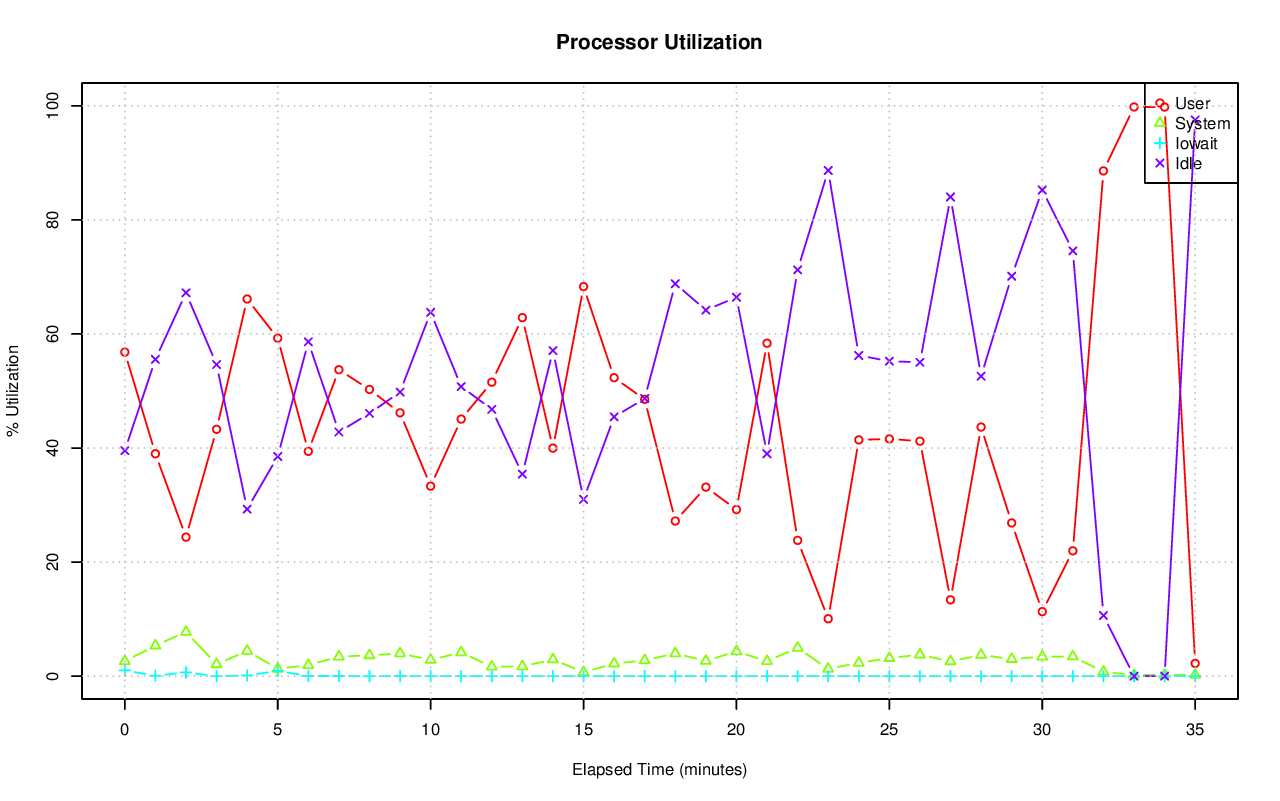 Processor Utilization
% Utilization
100
80
60
40
20
0
User
System
Iowait
Idle
0 5 10 15 20 25 30 35
Elapsed Time (minutes)